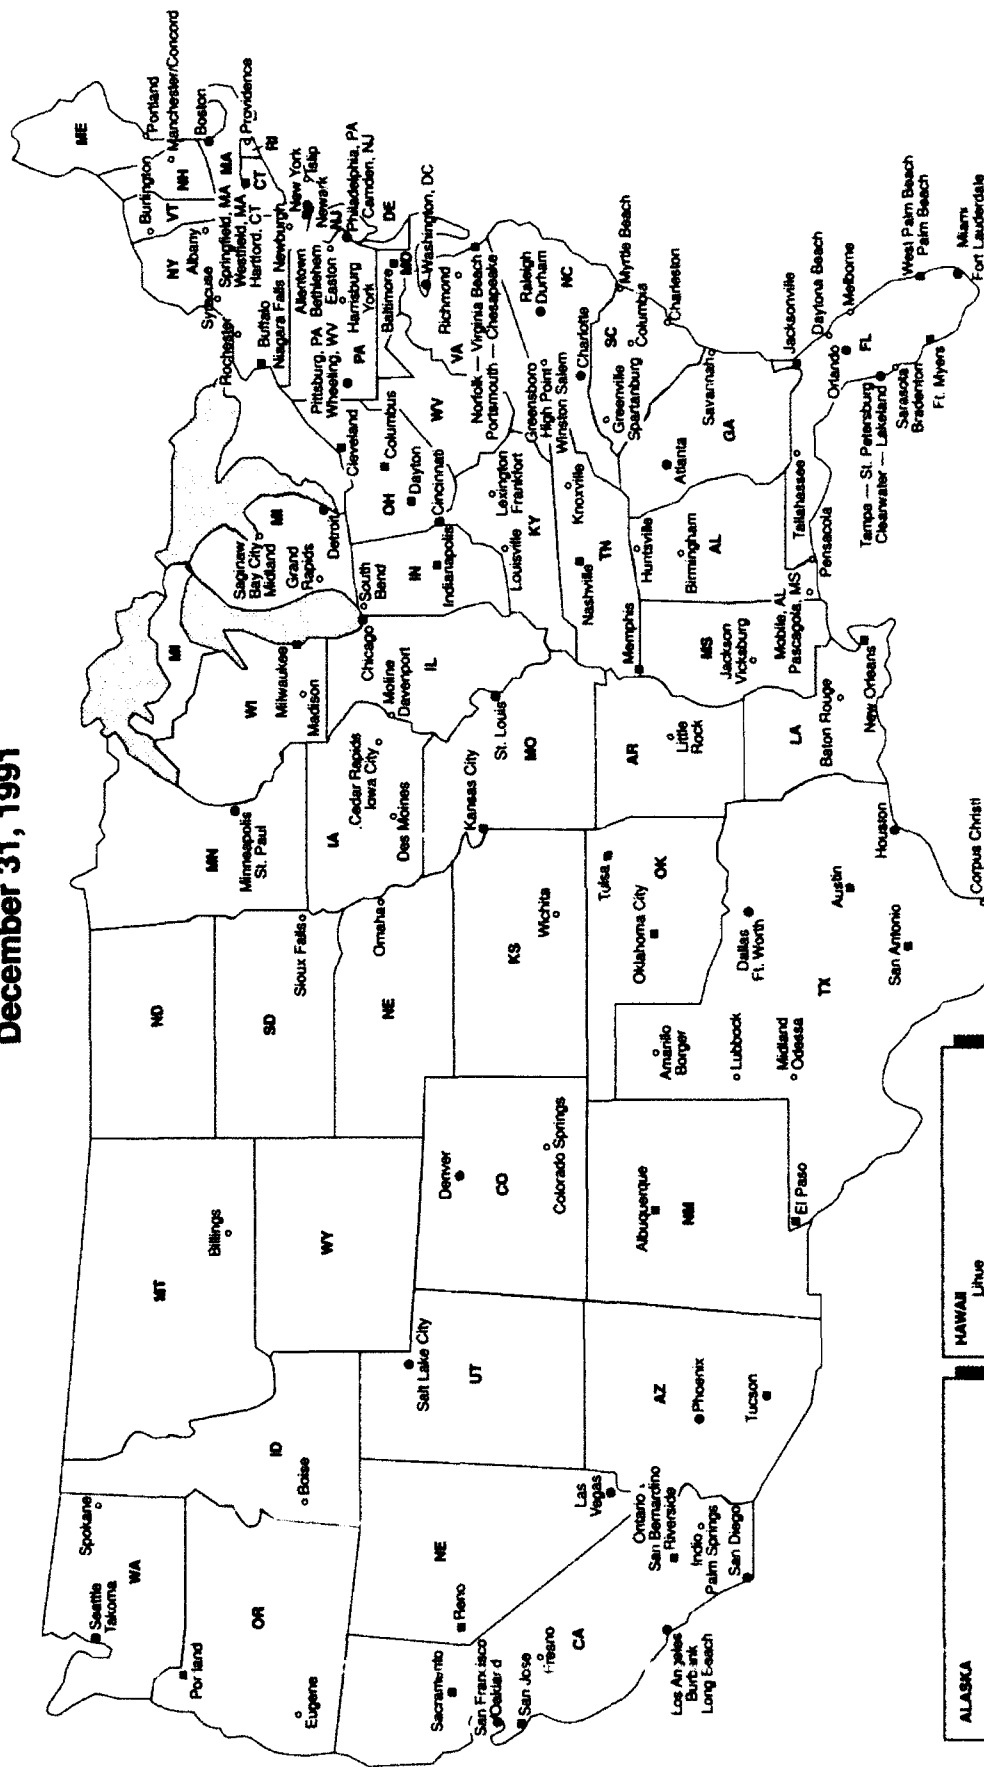 December 31, 1991
Seattle
Takoma
Spokane
WA
Portland
OR
Eugene
ID
Boise
MT
Billings
WY
ND
SD
Sioux Falls
NE
Omaha
MN
Minneapolis
St. Paul
WI
Milwaukee
Madison
MI
MI
Saginaw
Bay City
Midland
Grand
Rapids
Detroit
IA
Cedar Rapids
Iowa City
Des Moines
Chicago
Moline
Davenport
IL
South
Bend
IN
Indianapolis
OH
Cleveland
Columbus
Dayton
Cincinnati
ME
Portland
Manchester/Concord
Boston
Providence
Burlington
VT
NH
MA
CT
RI
NY
Albany
Syracuse
Rochester
Buffalo
Niagara Falls
Springfield, MA
Westfield, MA
Hartford, CT
Newburgh
New York
Islip
Newark
NJ
Philadelphia, PA
Camden, NJ
Allentown
Bethlehem
Easton
Harrisburg
York
PA
Pittsburg, PA
Wheeling, WV
Baltimore
MO
DE
Washington, DC
Richmond
VA
Norfolk — Virginia Beach
Portsmouth — Chesapeake
WV
Lexington
Frankfort
Louisville
KY
Raleigh
Durham
NC
Greensboro
High Point
Winston Salem
Charlotte
Knoxville
Nashville
TN
Memphis
SC
Myrtle Beach
Columbus
Charleston
Greenville
Spartanburg
Savannah
GA
Atlanta
Huntsville
Birmingham
AL
MS
Jackson
Vicksburg
Mobile, AL
Pascagola, MS
Pensacola
Tallahassee
Jacksonville
Daytona Beach
Orlando
Melborne
FL
Tampa — St. Petersburg
Clearwater — Lakeland
Sarasota
Bradenton
Ft. Myers
West Palm Beach
Palm Beach
Miami
Fort Lauderdale
Sacramento
San Francisco
Oakland
San Jose
Fresno
CA
Reno
NE
Las
Vegas
Ontario
San Bernardino
Riverside
Indio
Palm Springs
San Diego
Los Angeles
Burbank
Long Beach
Salt Lake City
UT
AZ
Phoenix
Tucson
Denver
CO
Colorado Springs
Albuquerque
NM
El Paso
KS
Wichita
Kansas City
St. Louis
MO
Tulsa
Oklahoma City
OK
AR
Little
Rock
LA
Baton Rouge
New Orleans
Amarillo
Borger
Lubbock
Midland
Odessa
Dallas
Ft. Worth
TX
Austin
San Antonio
Houston
Corpus Christi
ALASKA
HAWAII
Lihue